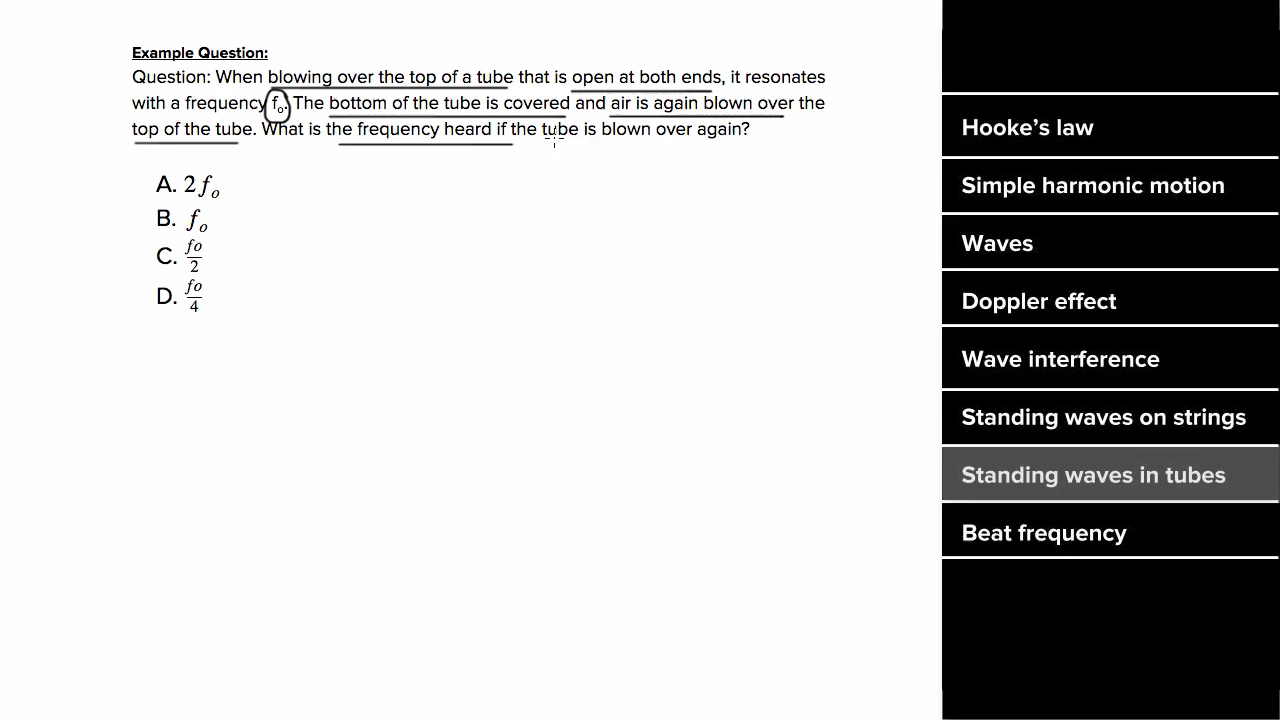 Example Question:
Question: When blowing over the top of a tube that is open at both ends, it resonates
with a frequency fo. The bottom of the tube is covered and air is again blown over the
top of the tube. What is the frequency heard if the tube is blown over again?
A. 2fo
B. fo
C. fo/2
D. fo/4
Hooke's law
Simple harmonic motion
Waves
Doppler effect
Wave interference
Standing waves on strings
Standing waves in tubes
Beat frequency